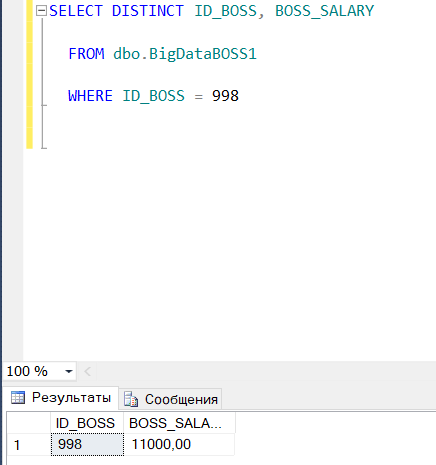 SELECT DISTINCT ID_BOSS, BOSS_SALARY
FROM dbo.BigDataBOSS1
WHERE ID_BOSS = 998
100 %
Результаты Сообщения
ID_BOSS BOSS_SALA...
1 998 11000,00